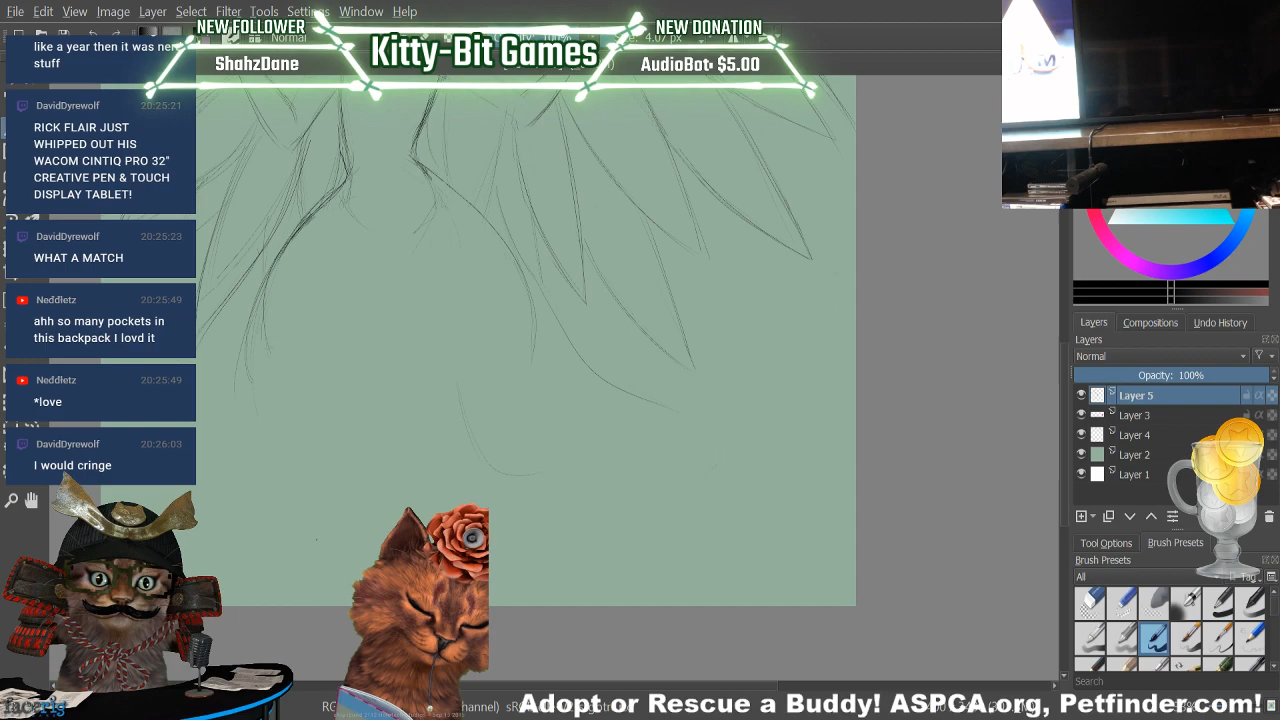 File Edit View Image Layer Select Filter Tools Settings Window Help
NEW FOLLOWER
ShahzDane
Kitty-Bit Games
NEW DONATION
AudioBot• $5.00
Normal
4.07 px
like a year then it was
stuff
DavidDyrewolf 20:25:21
RICK FLAIR JUST
WHIPPED OUT HIS
WACOM CINTIQ PRO 32"
CREATIVE PEN & TOUCH
DISPLAY TABLET!
DavidDyrewolf 20:25:23
WHAT A MATCH
Neddletz 20:25:49
ahh so many pockets in
this backpack I lovd it
Neddletz 20:25:49
*love
DavidDyrewolf 20:26:03
I would cringe
Layers Compositions Undo History
Layers
Normal
Opacity: 100%
Layer 5
Layer 3
Layer 4
Layer 2
Layer 1
Tool Options Brush Presets
Brush Presets
All
Tag
Search
facerig
Adopt or Rescue a Buddy! ASPCA.org, Petfinder.com!